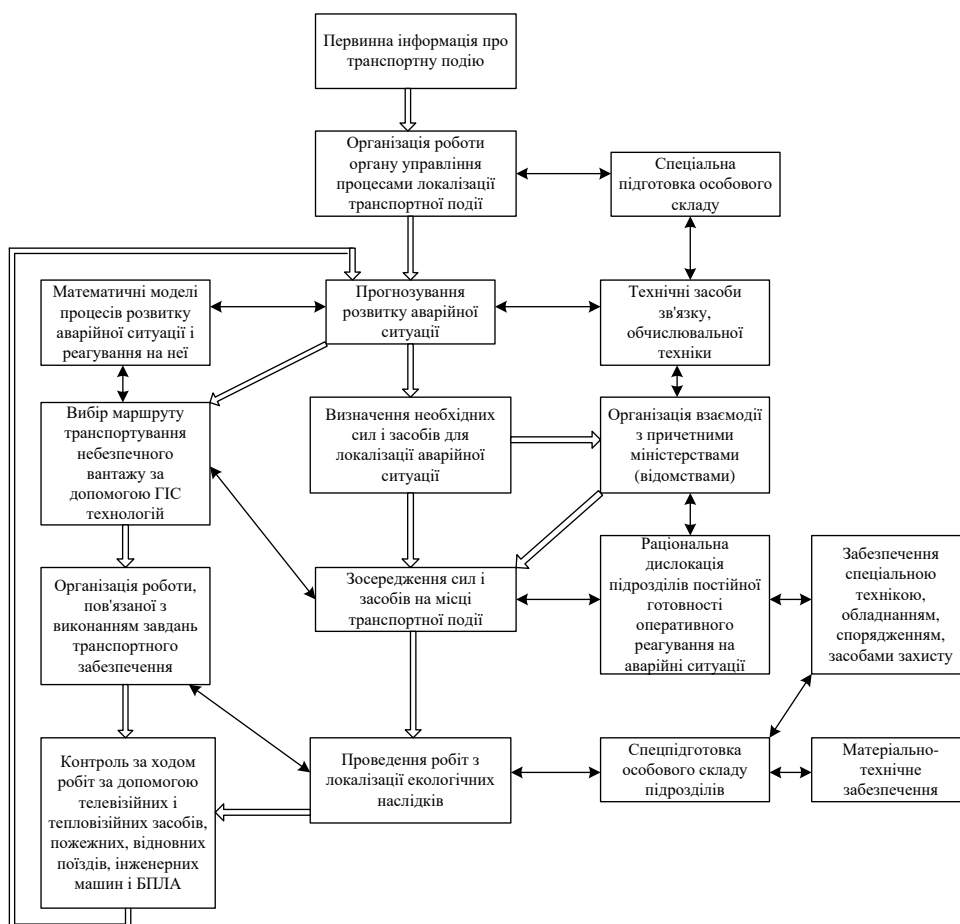 Первинна інформація про
транспортну подію
Організація роботи
органу управління
процесами локалізації
транспортної події
Спеціальна
підготовка особового
складу
Математичні моделі
процесів розвитку
аварійної ситуації і
реагування на неї
Прогнозування
розвитку аварійної
ситуації
Технічні засоби
зв'язку,
обчислювальної
техніки
Вибір маршруту
транспортування
небезпечного
вантажу за
допомогою ГІС
технологій
Визначення необхідних
сил і засобів для
локалізації аварійної
ситуації
Організація взаємодії
з причетними
міністерствами
(відомствами)
Організація роботи,
пов'язаної з
виконанням завдань
транспортного
забезпечення
Зосередження сил і
засобів на місці
транспортної події
Раціональна
дислокація
підрозділів постійної
готовності
оперативного
реагування на
аварійні ситуації
Забезпечення
спеціальною
технікою,
обладнанням,
спорядженням,
засобами захисту
Контроль за ходом
робіт за допомогою
телевізійних і
тепловізійних засобів,
пожежних, відновних
поїздів, інженерних
машин і БПЛА
Проведення робіт з
локалізації екологічних
наслідків
Спецпідготовка
особового складу
підрозділів
Матеріально-
технічне
забезпечення